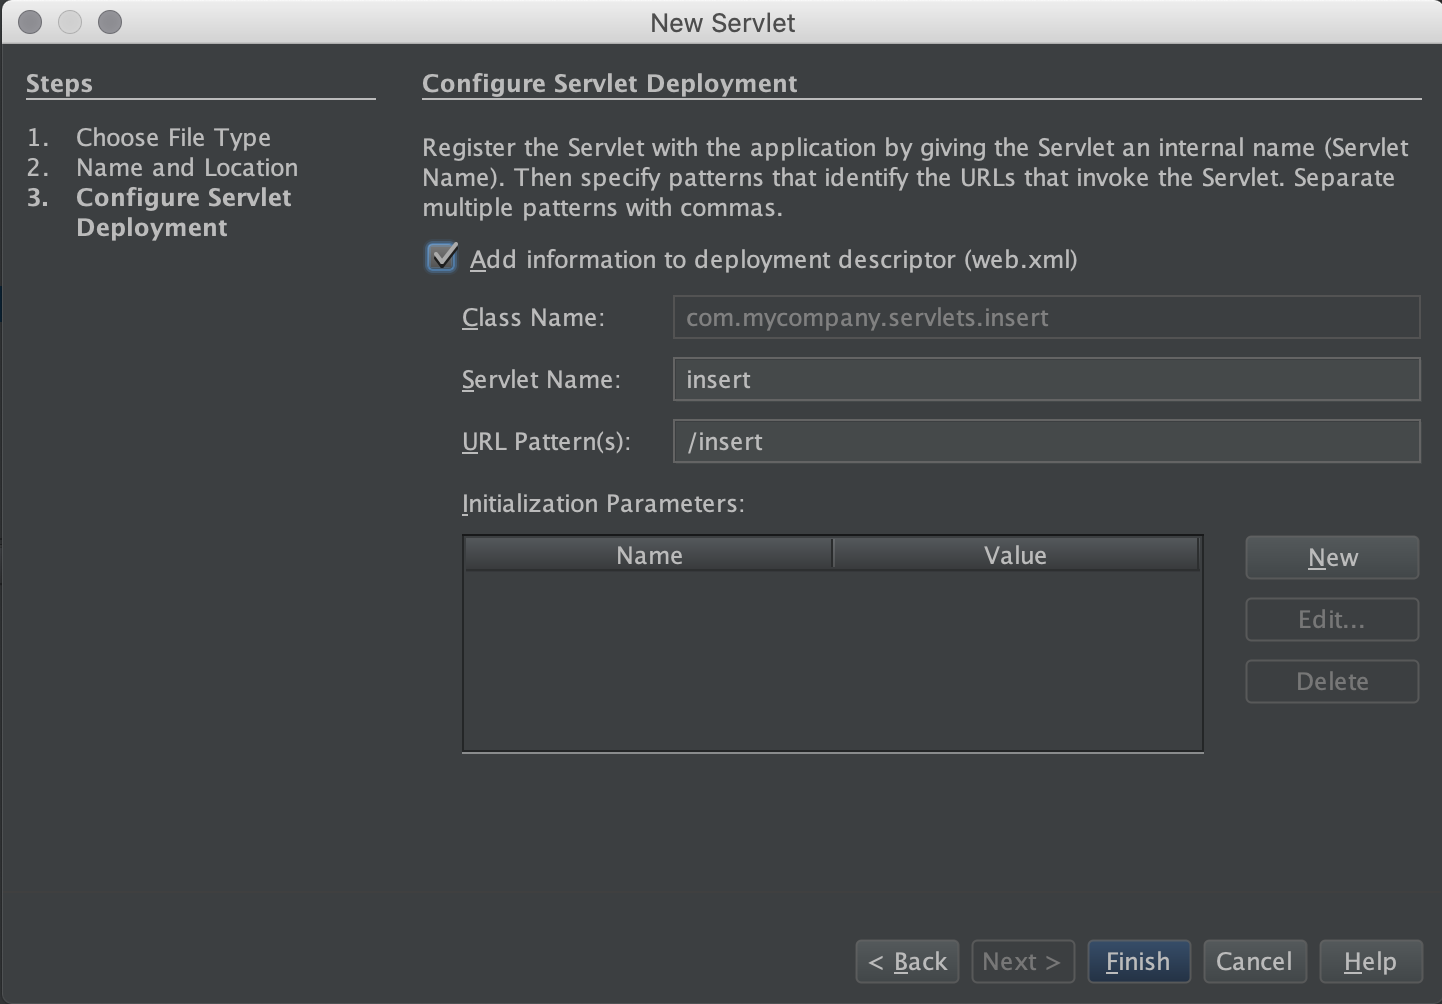 New Servlet
Steps
1. Choose File Type
2. Name and Location
3. Configure Servlet
Deployment
Configure Servlet Deployment
Register the Servlet with the application by giving the Servlet an internal name (Servlet
Name). Then specify patterns that identify the URLs that invoke the Servlet. Separate
multiple patterns with commas.
Add information to deployment descriptor (web.xml)
Class Name: com.mycompany.servlets.insert
Servlet Name: insert
URL Pattern(s): /insert
Initialization Parameters:
Name Value
New
Edit...
Delete
< Back Next > Finish Cancel Help